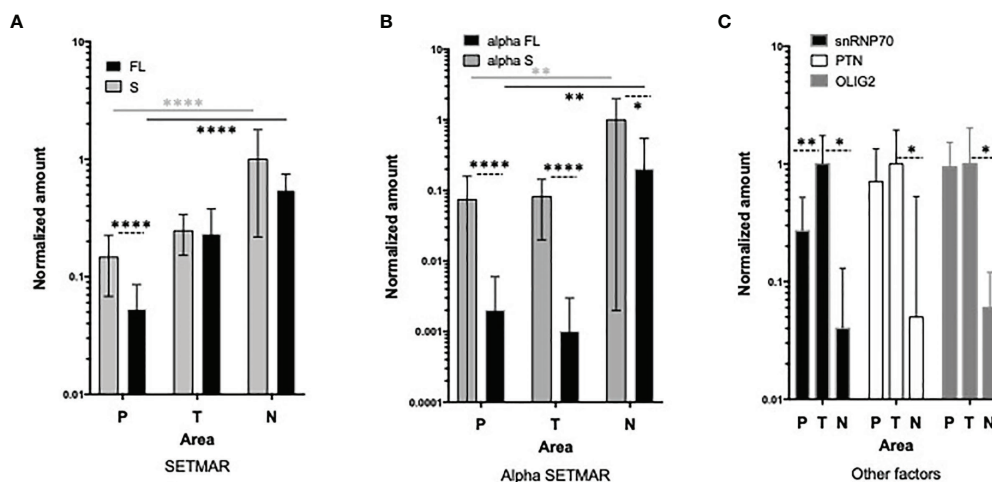 A
Normalized amount
10
1
0.1
0.01
FL
S
****
****
****
P T N
Area
SETMAR
B
Normalized amount
10
1
0.1
0.01
0.001
0.0001
alpha FL
alpha S
**
**
*
****
****
P T N
Area
Alpha SETMAR
C
Normalized amount
10
1
0.1
0.01
snRNP70
PTN
OLIG2
** * * *
P T N P T N P T N
Area
Other factors